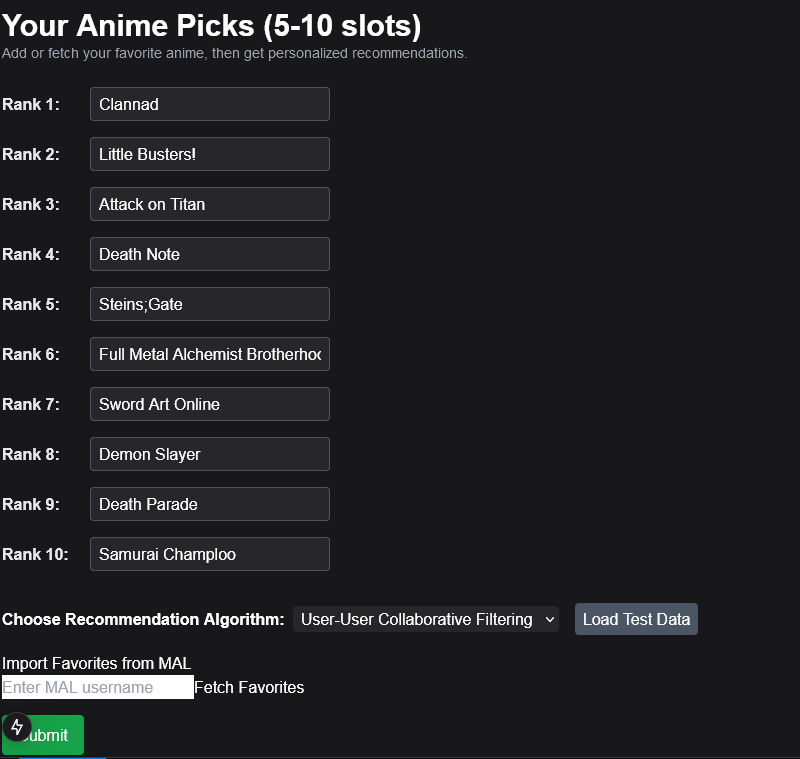 Your Anime Picks (5-10 slots)
Add or fetch your favorite anime, then get personalized recommendations.
Rank 1: Clannad
Rank 2: Little Busters!
Rank 3: Attack on Titan
Rank 4: Death Note
Rank 5: Steins;Gate
Rank 6: Full Metal Alchemist Brotherhoo
Rank 7: Sword Art Online
Rank 8: Demon Slayer
Rank 9: Death Parade
Rank 10: Samurai Champloo
Choose Recommendation Algorithm: User-User Collaborative Filtering Load Test Data
Import Favorites from MAL
Enter MAL username Fetch Favorites
ubmit